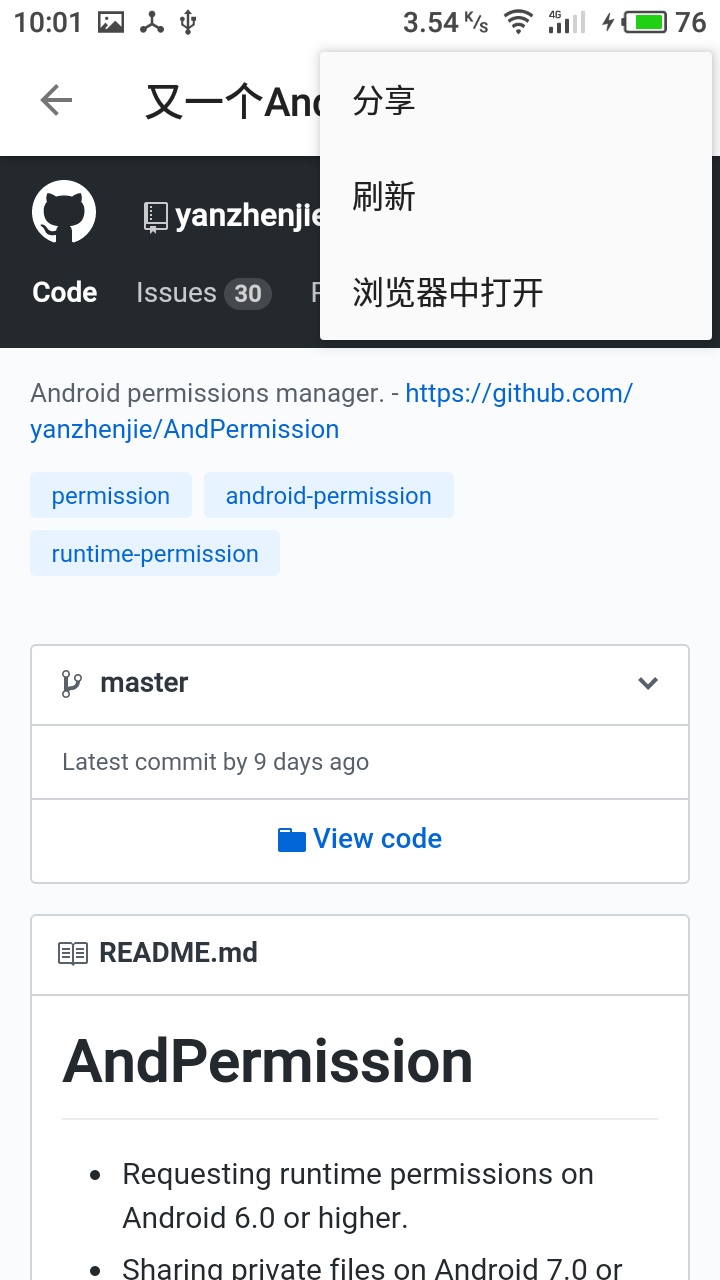 10:01 3.54 K/S 4G 76
又一个And
分享
刷新
浏览器中打开
yanzhenjie
Code Issues 30
Android permissions manager. - https://github.com/
yanzhenjie/AndPermission
permission android-permission
runtime-permission
master
Latest commit by 9 days ago
View code
README.md
AndPermission
• Requesting runtime permissions on
Android 6.0 or higher.
• Sharing private files on Android 7.0 or